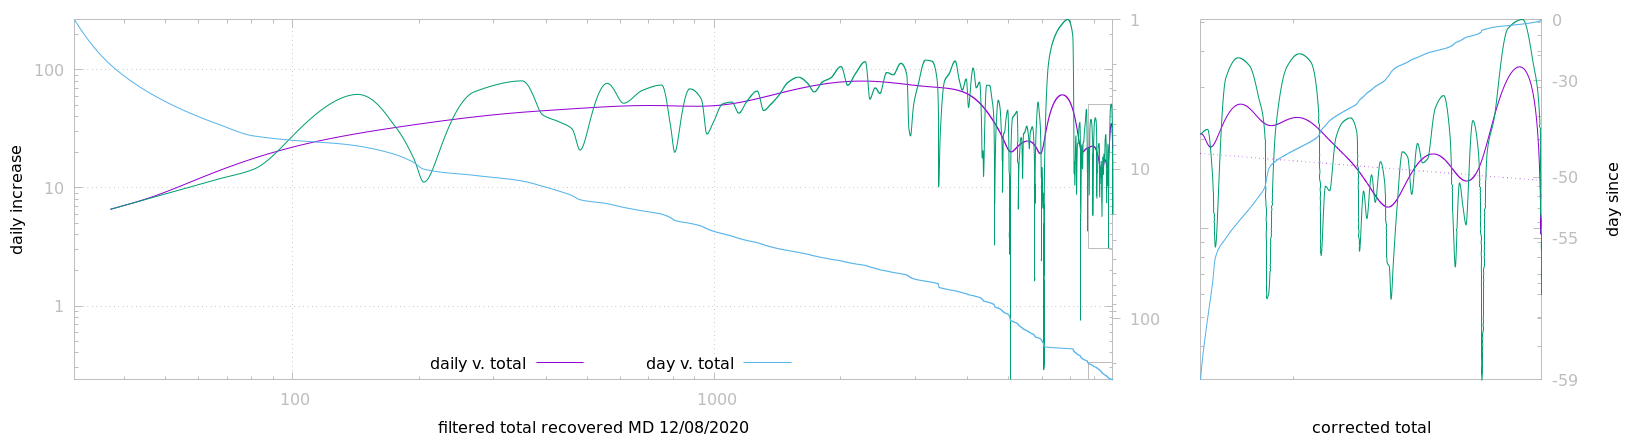 100
10
1
daily increase
daily v. total
day v. total
100
1000
filtered total recovered MD 12/08/2020
1
10
100
0
-30
-50
-55
-59
day since
corrected total